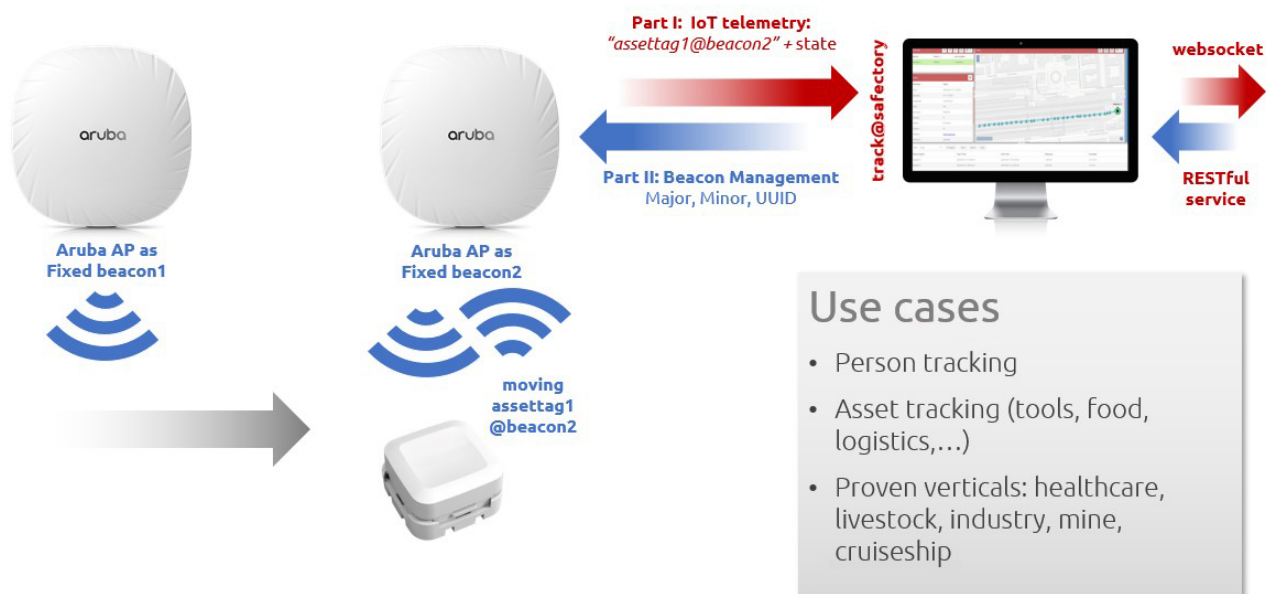 aruba
aruba
Aruba AP as
Fixed beacon1
Aruba AP as
Fixed beacon2
moving
assettag1
@beacon2
Part I:  IoT telemetry:
“assettag1@beacon2” + state
Part II: Beacon Management
Major, Minor, UUID
track@safectory
websocket
RESTful
service
Use cases
• Person tracking
• Asset tracking (tools, food,
logistics,…)
• Proven verticals: healthcare,
livestock, industry, mine,
cruiseship